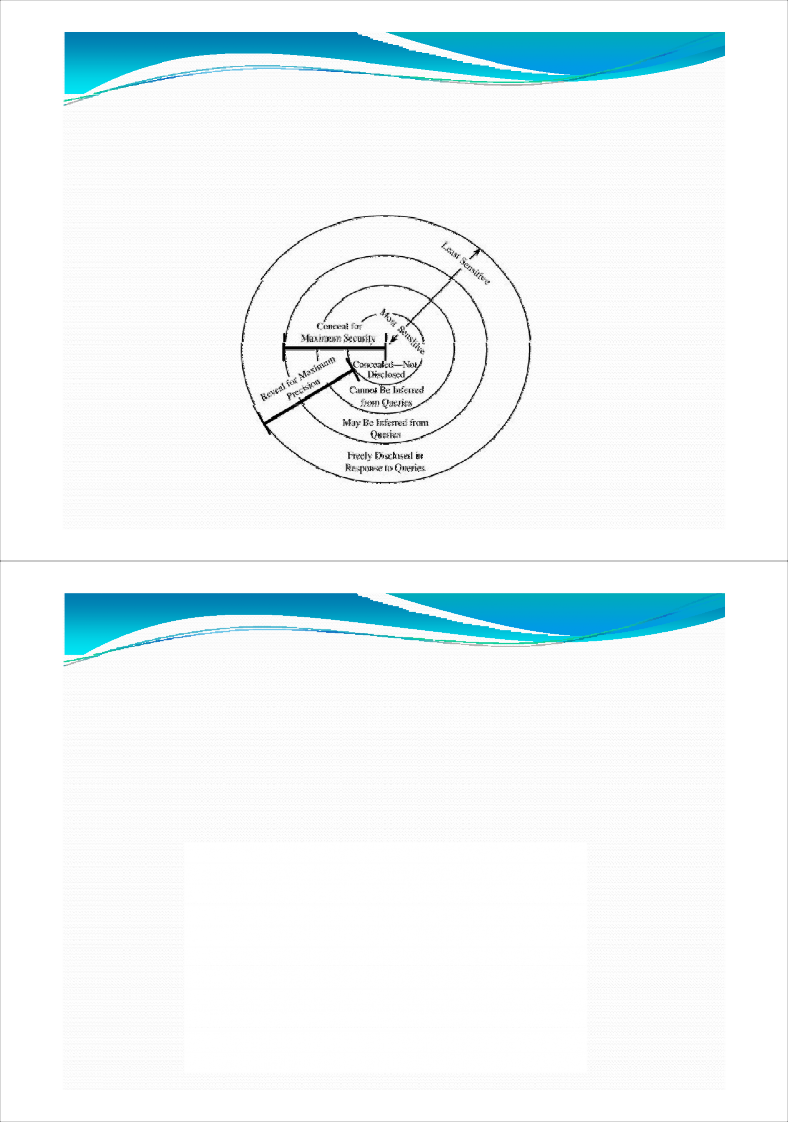 Least Sensitive
Most Sensitive
Conceal for
Maximum Security
Reveal for Maximum
Precision
Concealed—Not
Disclosed
Cannot Be Inferred
from Queries
May Be Inferred from
Queries
Freely Disclosed in
Response to Queries